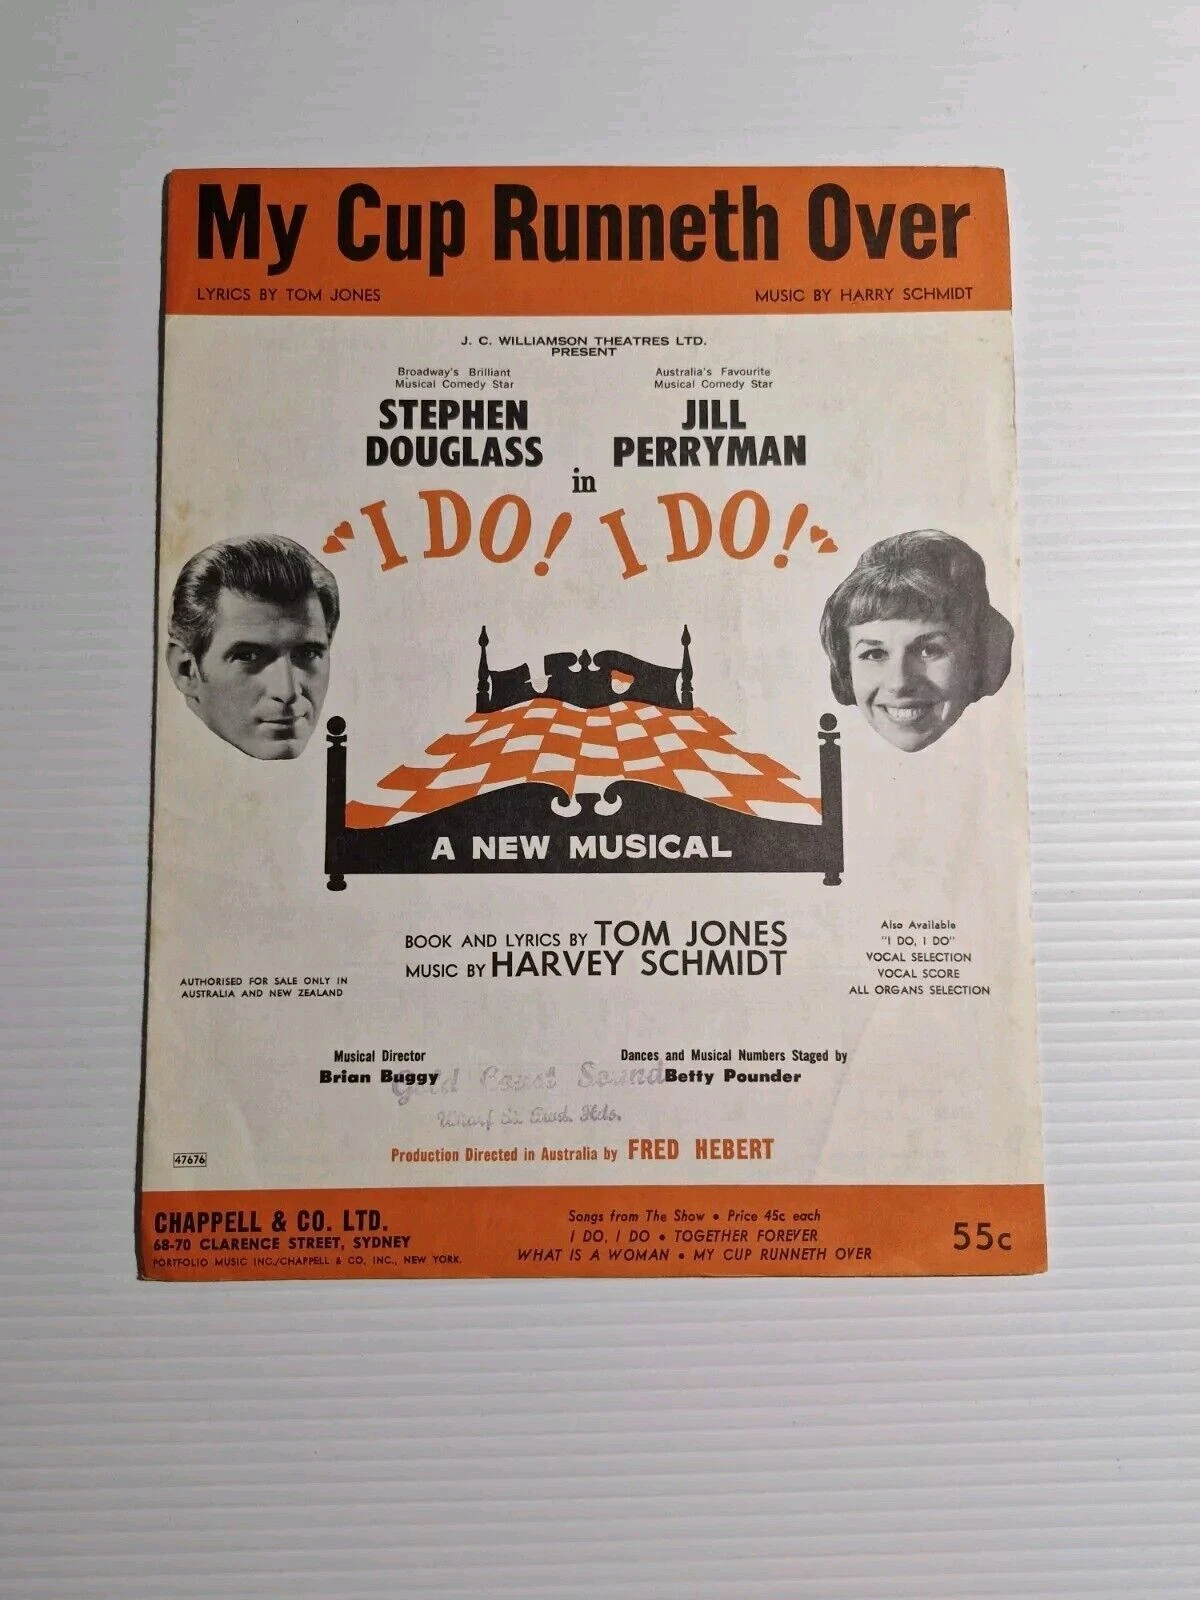 My Cup Runneth Over
LYRICS BY TOM JONES
MUSIC BY HARRY SCHMIDT
J. C. WILLIAMSON THEATRES LTD.
PRESENT
Broadway's Brilliant
Musical Comedy Star
STEPHEN
DOUGLASS
Australia's Favourite
Musical Comedy Star
JILL
PERRYMAN
in
"I DO! I DO!"
A NEW MUSICAL
BOOK AND LYRICS BY TOM JONES
MUSIC BY HARVEY SCHMIDT
AUTHORISED FOR SALE ONLY IN
AUSTRALIA AND NEW ZEALAND
Also Available
"I DO, I DO"
VOCAL SELECTION
VOCAL SCORE
ALL ORGANS SELECTION
Musical Director
Brian Buggy
Dances and Musical Numbers Staged by
Betty Pounder
Gold Coast Sound
Production Directed in Australia by FRED HEBERT
47676
CHAPPELL & CO. LTD.
68-70 CLARENCE STREET, SYDNEY
PORTFOLIO MUSIC INC./CHAPPELL & CO, INC., NEW YORK.
Songs from The Show • Price 45c each
I DO, I DO • TOGETHER FOREVER
WHAT IS A WOMAN • MY CUP RUNNETH OVER
55c